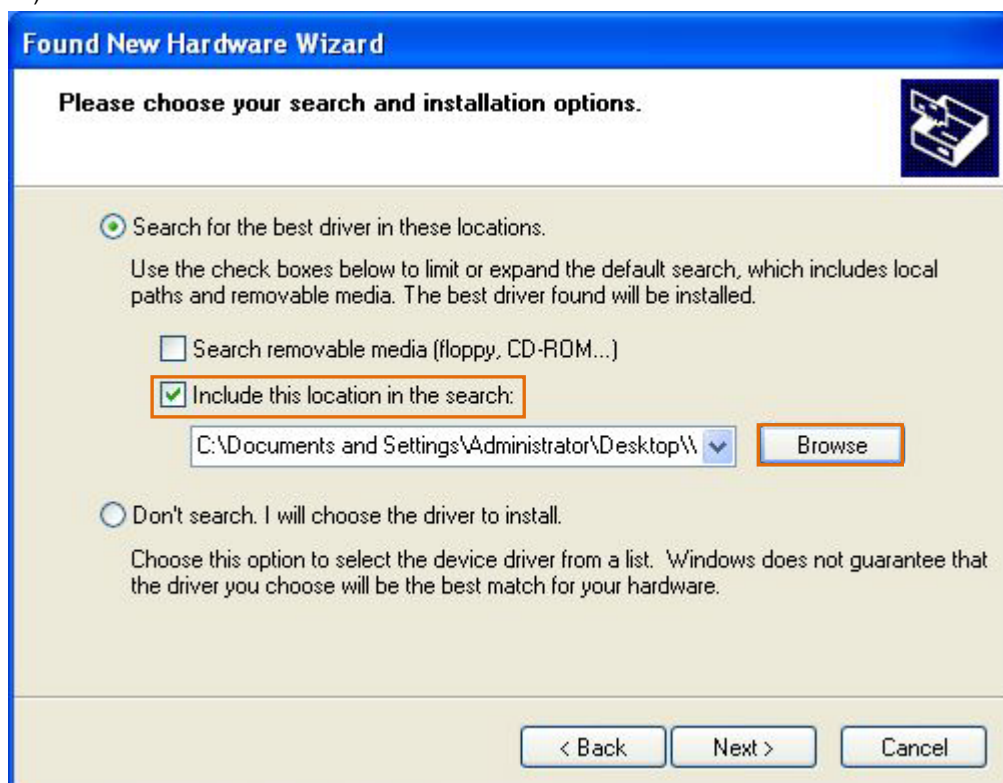 Found New Hardware Wizard
Please choose your search and installation options.
Search for the best driver in these locations.
Use the check boxes below to limit or expand the default search, which includes local
paths and removable media. The best driver found will be installed.
Search removable media (floppy, CD-ROM...)
Include this location in the search:
C:\Documents and Settings\Administrator\Desktop\\
Browse
Don't search. I will choose the driver to install.
Choose this option to select the device driver from a list. Windows does not guarantee that
the driver you choose will be the best match for your hardware.
< Back Next > Cancel